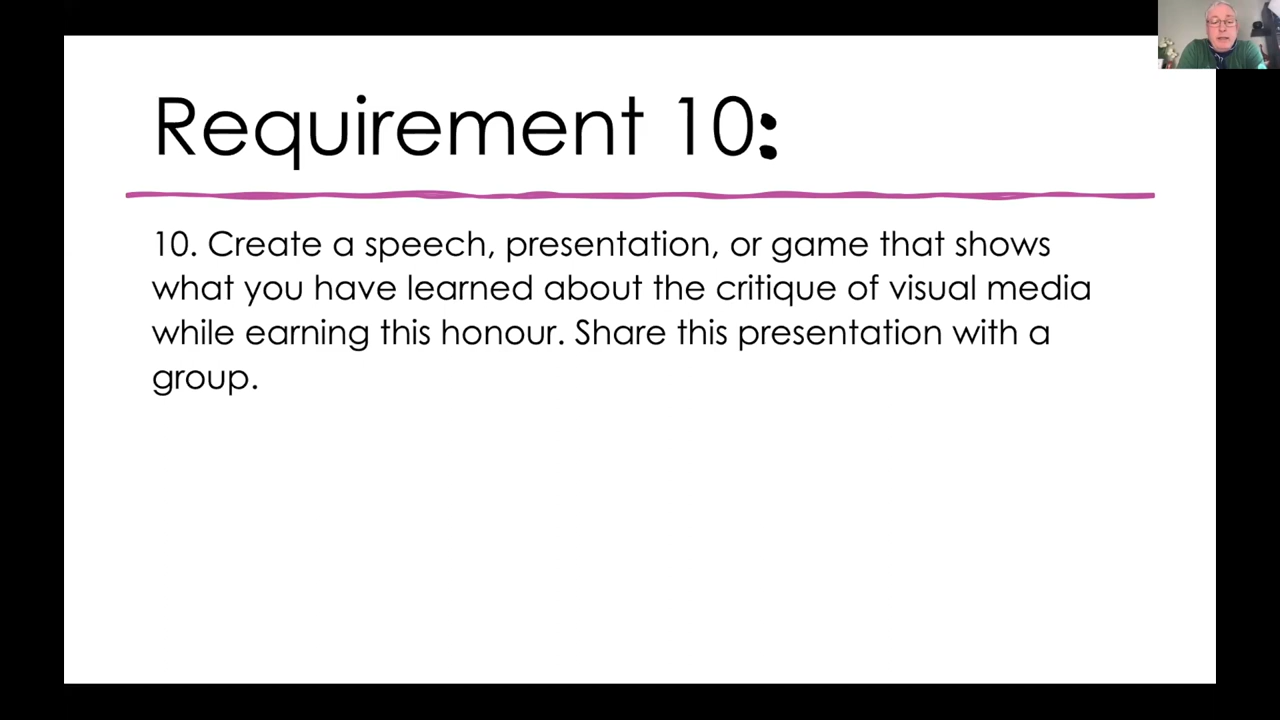 Requirement 10:
10. Create a speech, presentation, or game that shows
what you have learned about the critique of visual media
while earning this honour. Share this presentation with a
group.